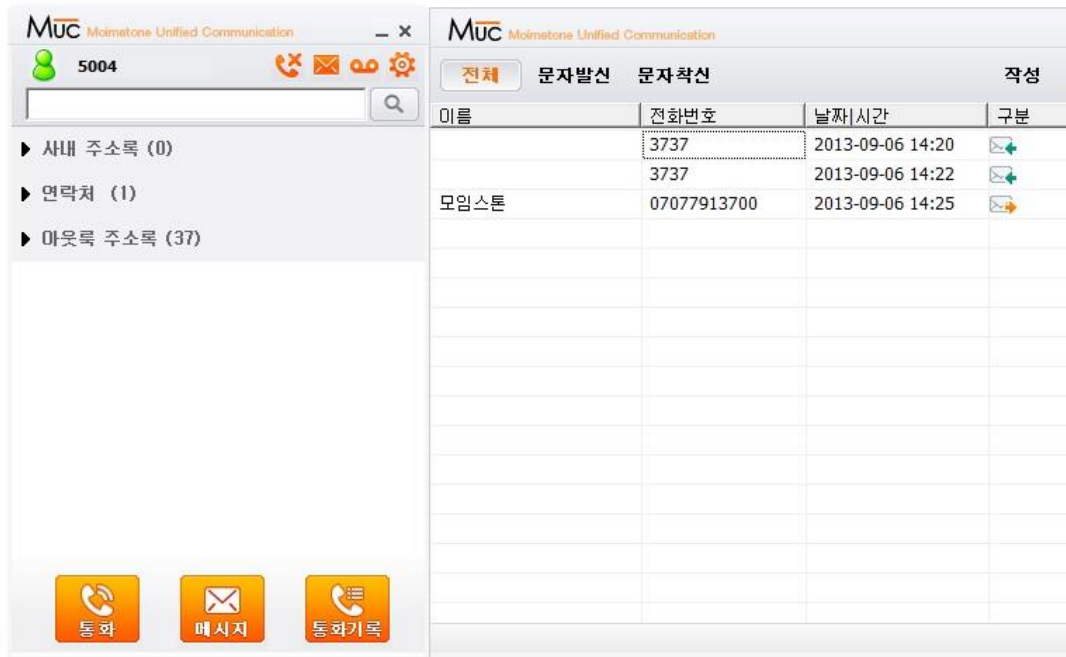 MUC Moimstone Unified Communication
5004
사내 주소록 (0)
연락처 (1)
아웃룩 주소록 (37)
통화
메시지
통화기록
MUC Moimstone Unified Communication
전체 문자발신 문자착신 작성
이름 전화번호 날짜|시간 구분
3737 2013-09-06 14:20
3737 2013-09-06 14:22
모임스톤 07077913700 2013-09-06 14:25